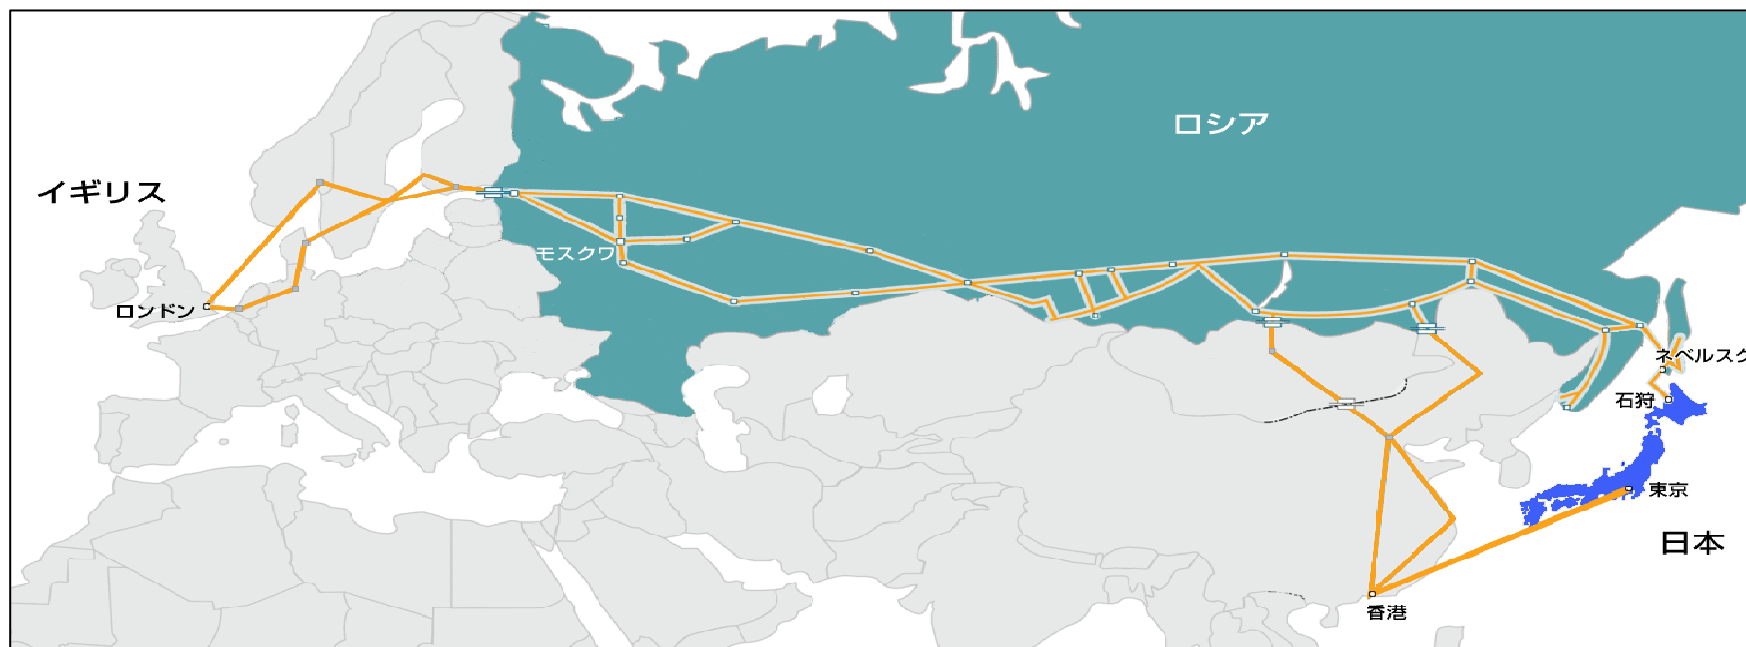 ロシア
イギリス
モスクワ
ロンドン
ネベルスク
石狩
東京
日本
香港